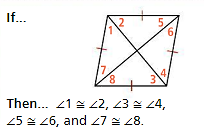 If...
1
2
5
6
7
8
3
4
Then... ∠1 ≅ ∠2, ∠3 ≅ ∠4,
∠5 ≅ ∠6, and ∠7 ≅ ∠8.